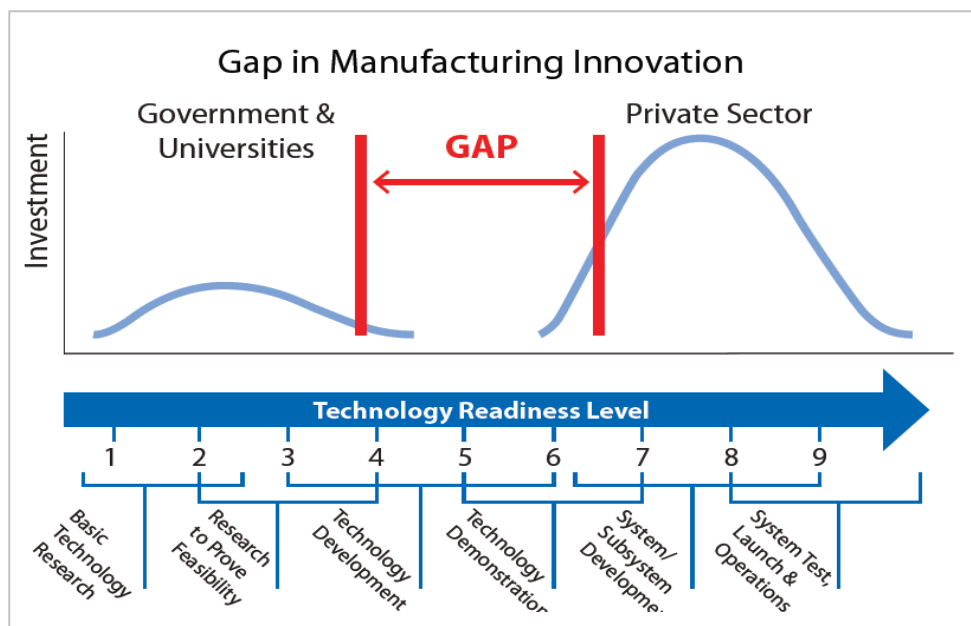 Gap in Manufacturing Innovation
Government &
Universities
Private Sector
GAP
Investment
Technology Readiness Level
1 2 3 4 5 6 7 8 9
Basic
Technology
Research
Research
to Prove
Feasibility
Technology
Development
Technology
Demonstration
System/
Subsystem
Developme
System Test,
Launch &
Operations